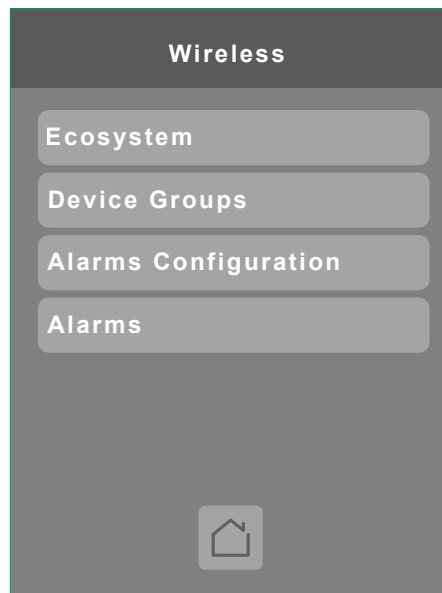 Wireless
Ecosystem
Device Groups
Alarms Configuration
Alarms